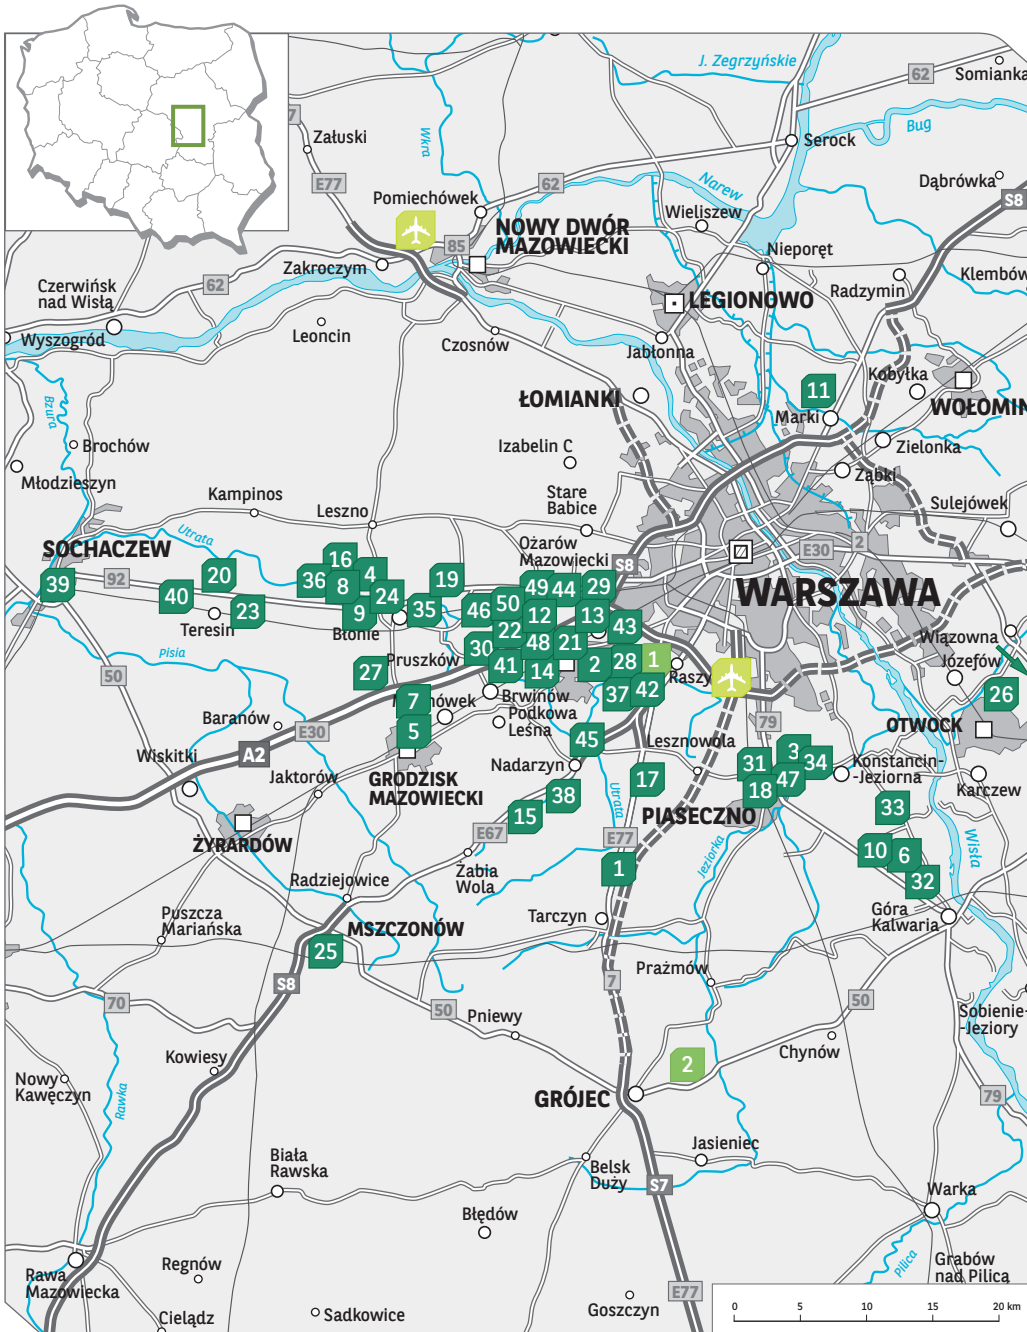 J. Zegrzyńskie
62
Somianka
Bug
7
Załuski
Wkra
Serock
Dąbrówka
E77
62
Narew
S8
Pomiechówek
Wieliszew
NOWY DWÓR
MAZOWIECKI
85
Nieporęt
Zakroczym
Radzymin
Klembów
Czerwińsk
nad Wisłą
62
LEGIONOWO
Leoncin
Wyszogród
Czosnów
Jabłonna
Kobyłka
11
ŁOMIANKI
WOŁOMIN
Bzura
Marki
Brochów
Izabelin C
Zielonka
Młodzieszyn
Ząbki
Kampinos
Stare
Babice
Sulejówek
Leszno
Utrata
Ożarów
Mazowiecki
SOCHACZEW
S8
E30
2
39
92
40
20
23
Teresin
16
36
8
4
9
24
Błonie
35
19
46
50
49
44
29
12
13
43
WARSZAWA
22
48
21
30
41
14
2
28
1
37
42
Raszy
Wiązowna
Józefów
26
Pisia
50
27
Pruszków
Brwinów
Podkowa
Leśna
7
5
OTWOCK
Baranów
E30
79
Wiskitki
A2
Jaktorów
45
Nadarzyn
Lesznowola
3
31
34
47
18
Konstancin-
-Jeziorna
Karczew
GRODZISK
MAZOWIECKI
17
Utrata
38
15
PIASECZNO
33
E67
E77
ŻYRARDÓW
Jeziorka
Wisła
10
6
32
Żabia
Wola
1
Radziejowice
Puszcza
Mariańska
MSZCZONÓW
Tarczyn
Góra
Kalwaria
25
S8
7
Prażmów
70
50
50
Sobienie-
-Jeziory
Pniewy
Chynów
Kowiesy
2
Nowy
Kawęczyn
Rawka
GRÓJEC
79
Biała
Rawska
Jasieniec
Belsk
Duży
S7
Warka
Błędów
Pilica
Regnów
Grabów
nad Pilicą
Rawa
Mazowiecka
E77
Cielądz
Sadkowice
Goszczyn
0 5 10 15 20 km